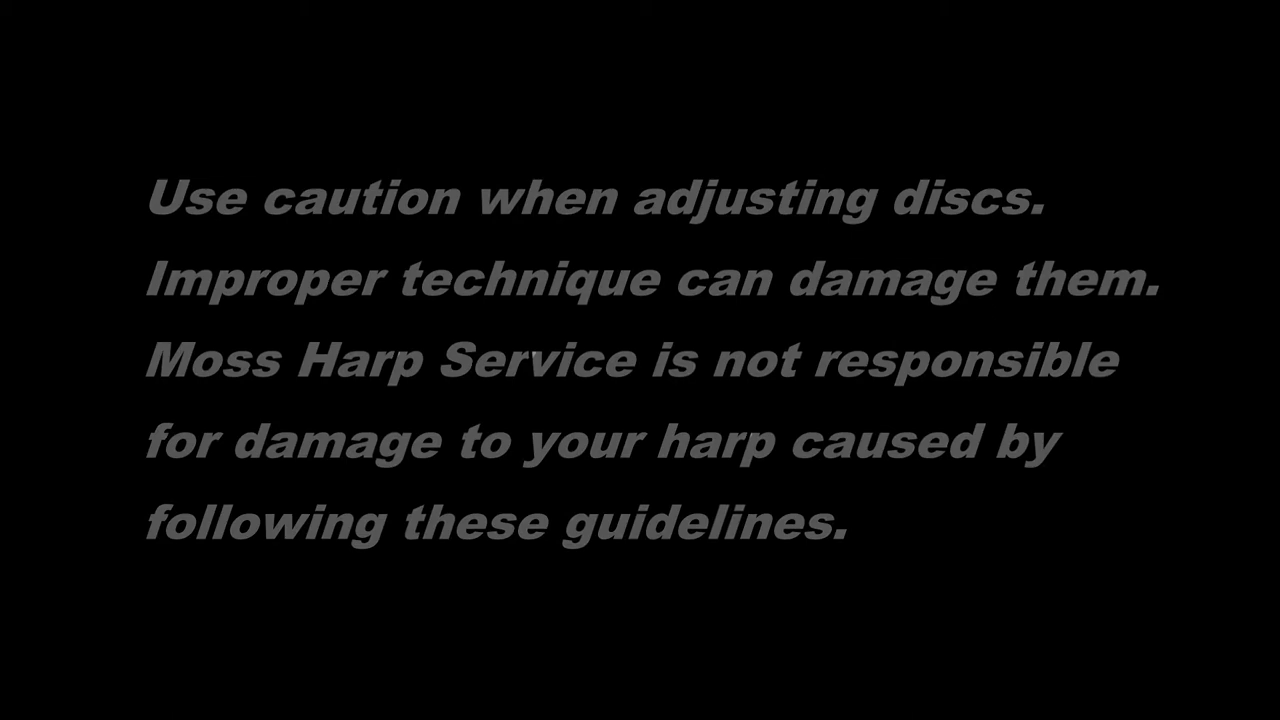 Use caution when adjusting discs.
Improper technique can damage them.
Moss Harp Service is not responsible
for damage to your harp caused by
following these guidelines.